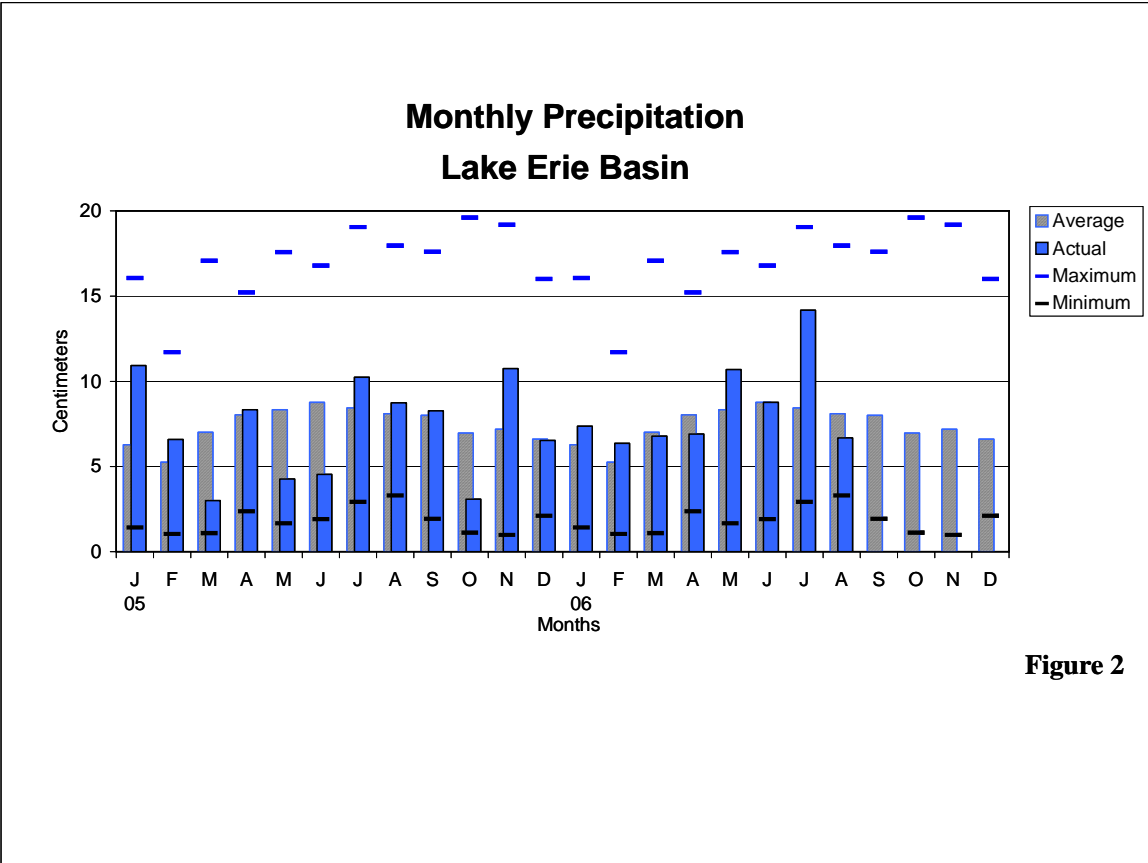 Monthly Precipitation
Lake Erie Basin
20
15
10
5
0
Centimeters
J F M A M J J A S O N D J F M A M J J A S O N D
05 06
Months
Average
Actual
Maximum
Minimum
Figure 2